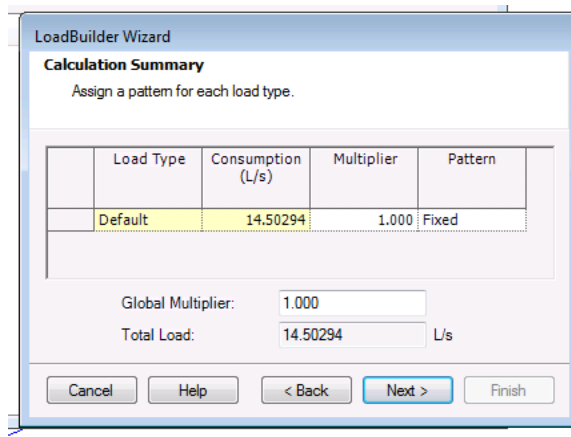 LoadBuilder Wizard
Calculation Summary
Assign a pattern for each load type.
Load Type Consumption (L/s) Multiplier Pattern
Default 14.50294 1.000 Fixed
Global Multiplier: 1.000
Total Load: 14.50294 L/s
Cancel Help < Back Next > Finish